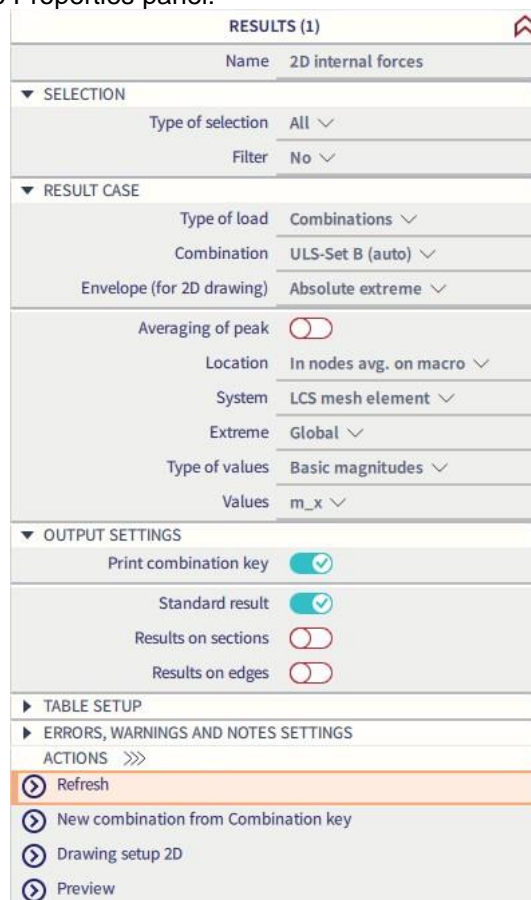 Properties panel.
RESULTS (1)
Name 2D internal forces
SELECTION
Type of selection All
Filter No
RESULT CASE
Type of load Combinations
Combination ULS-Set B (auto)
Envelope (for 2D drawing) Absolute extreme
Averaging of peak
Location In nodes avg. on macro
System LCS mesh element
Extreme Global
Type of values Basic magnitudes
Values m_x
OUTPUT SETTINGS
Print combination key
Standard result
Results on sections
Results on edges
TABLE SETUP
ERRORS, WARNINGS AND NOTES SETTINGS
ACTIONS >>>
Refresh
New combination from Combination key
Drawing setup 2D
Preview